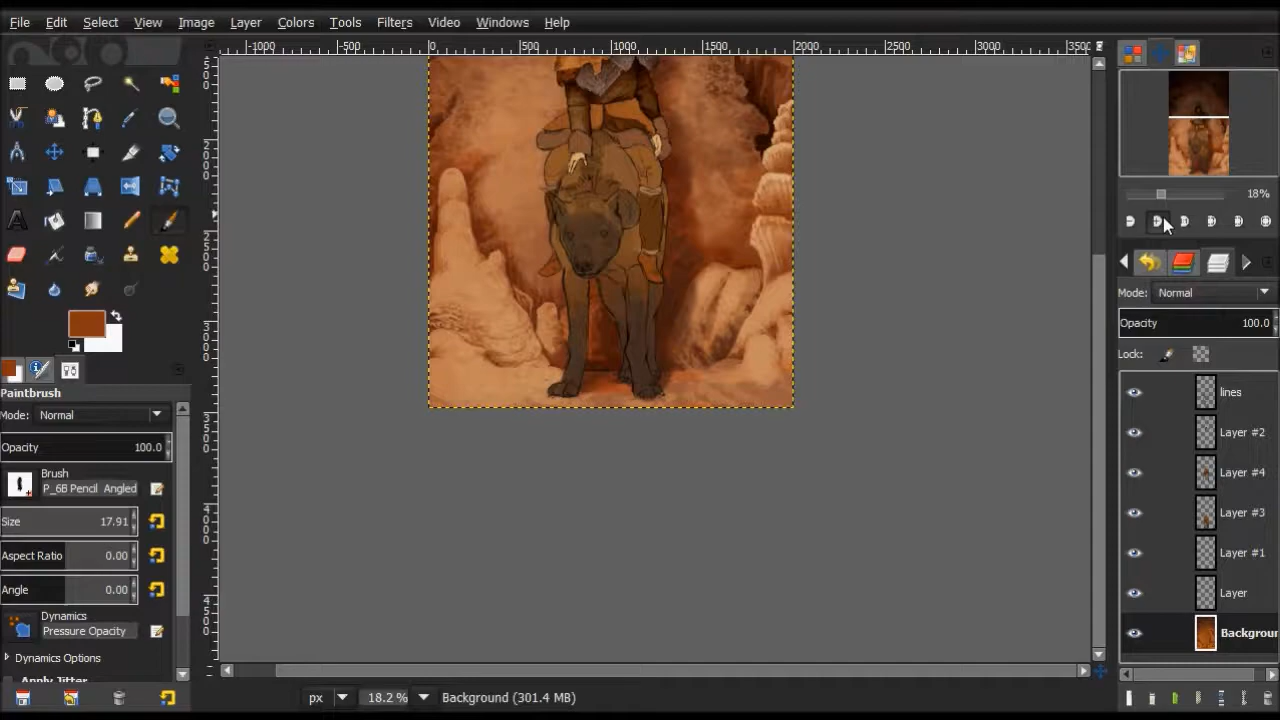 File Edit Select View Image Layer Colors Tools Filters Video Windows Help
-1000 -500 0 500 1000 1500 2000 2500 3000 3500
18%
Mode: Normal
Opacity 100.0
Lock:
lines
Layer #2
Layer #4
Layer #3
Layer #1
Layer
Backgroun
Paintbrush
Mode: Normal
Opacity 100.0
Brush
P_6B Pencil Angled
Size 17.91
Aspect Ratio 0.00
Angle 0.00
Dynamics
Pressure Opacity
Dynamics Options
Apply Jitter
px 18.2 % Background (301.4 MB)